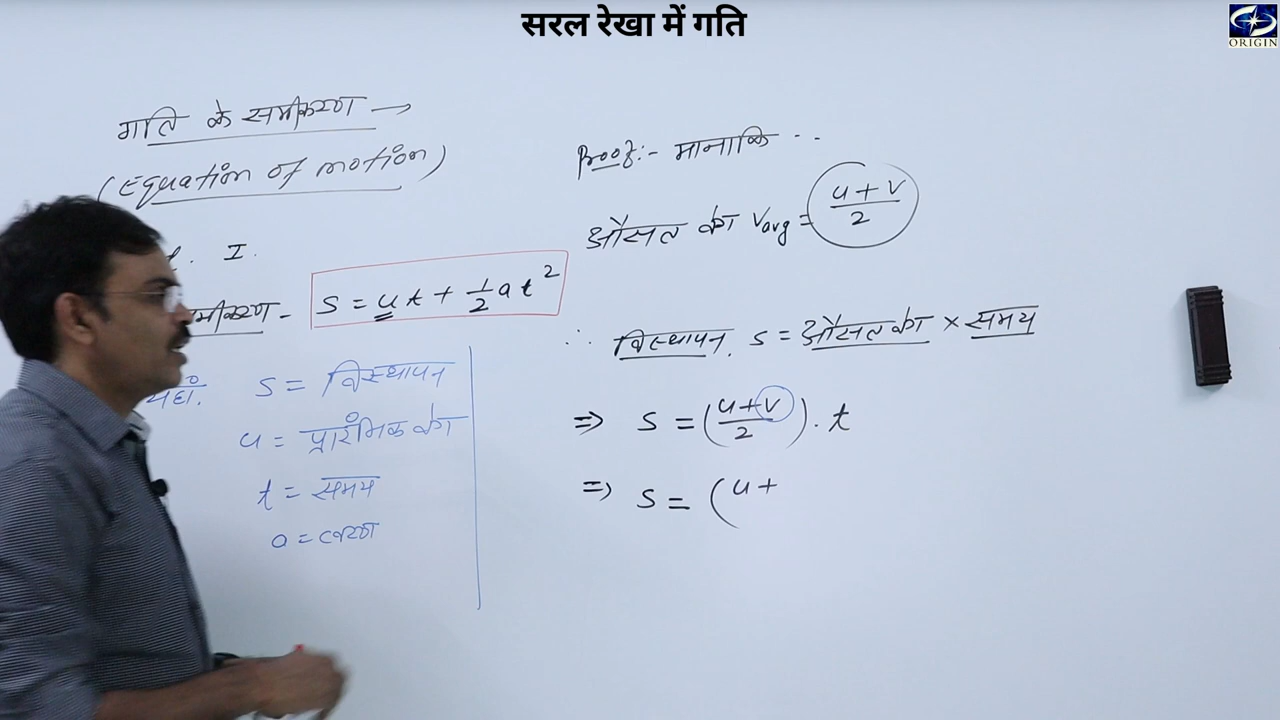 सरल रेखा में गति
ORIGIN
गति के समीकरण →
(Equation of motion)
I.
समीकरण - S = ut + 1/2 at²
यहाँ. S = विस्थापन
u = प्रारंभिक वेग
t = समय
a = त्वरण
Proof:- माना कि ..
औसत वेग Vavg = (u + v)/2
∴ विस्थापन. S = औसत वेग × समय
⇒ S = ((u+v)/2) . t
⇒ S = (u +